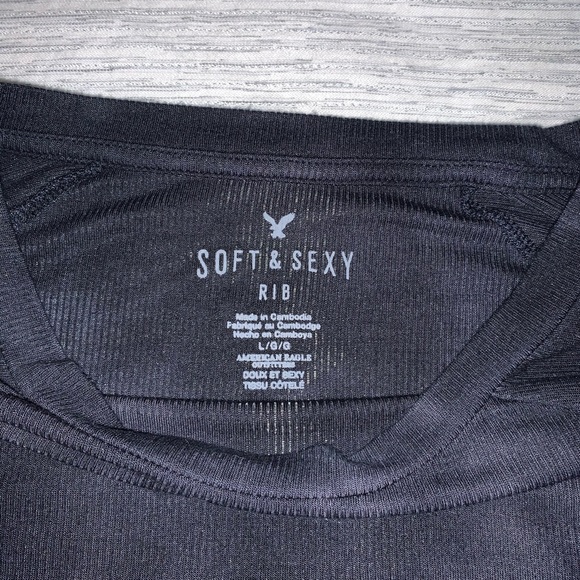 SOFT & SEXY
RIB
Made in Cambodia
Fabriqué au Cambodge
Hecho en Camboya
L/G/G
AMERICAN EAGLE
OUTFITTERS
DOUX ET SEXY
TISSU CÔTELÉ